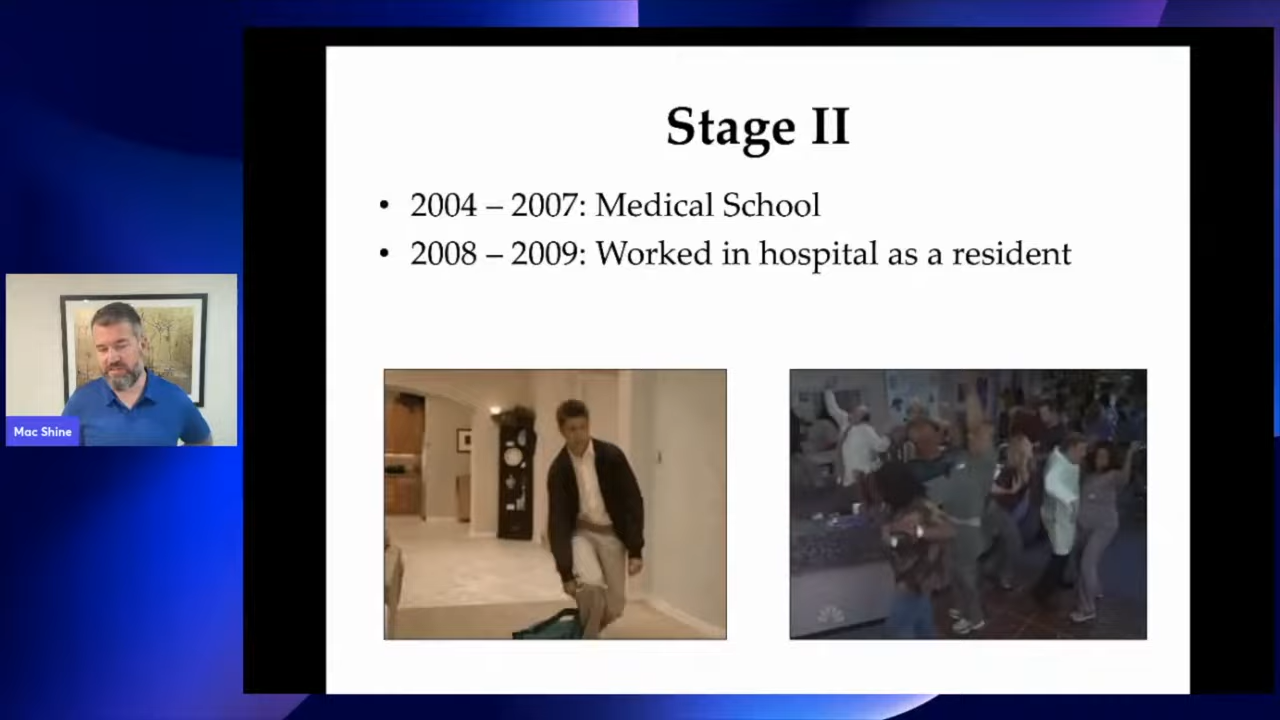 Stage II
• 2004 – 2007: Medical School
• 2008 – 2009: Worked in hospital as a resident
Mac Shine